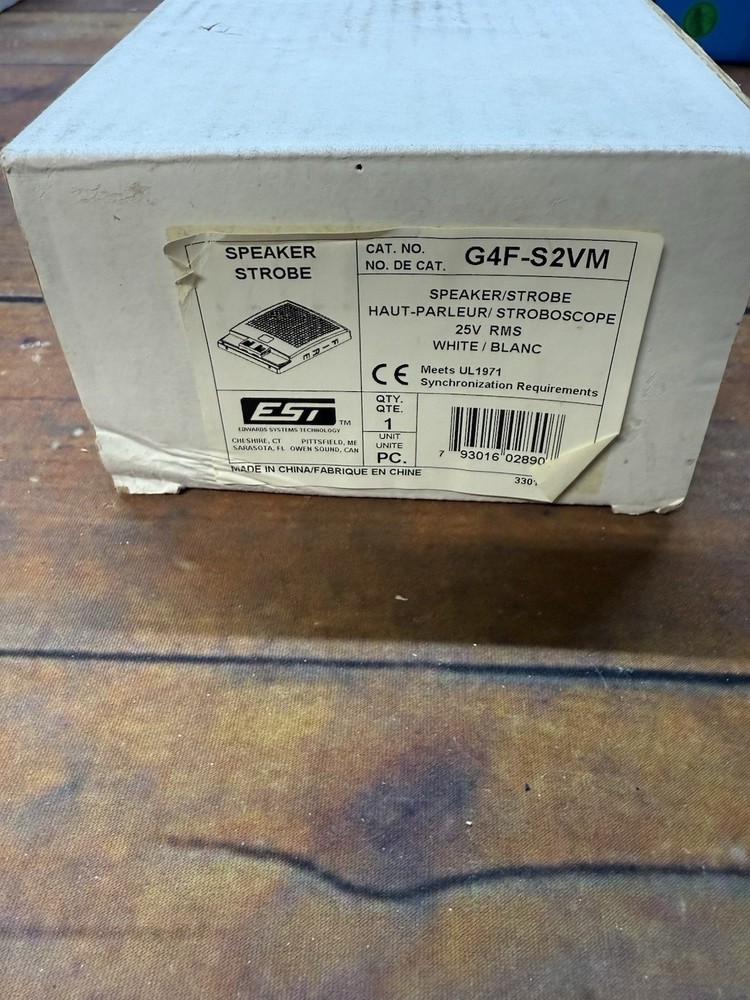 SPEAKER
STROBE
CAT. NO.
NO. DE CAT.
G4F-S2VM
SPEAKER/STROBE
HAUT-PARLEUR/ STROBOSCOPE
25V RMS
WHITE / BLANC
FIRE
CE Meets UL1971
Synchronization Requirements
EST TM
EDWARDS SYSTEMS TECHNOLOGY
CHESHIRE, CT PITTSFIELD, ME
SARASOTA, FL OWEN SOUND, CAN
QTY.
QTE.
1
UNIT
UNITE
PC.
7 93016 02890
MADE IN CHINA/FABRIQUE EN CHINE